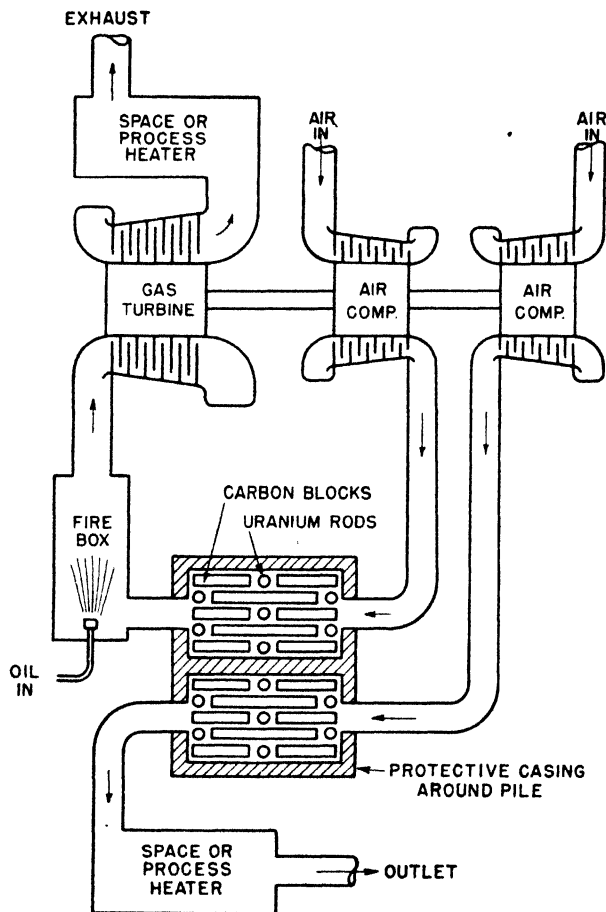 EXHAUST
SPACE OR
PROCESS
HEATER
AIR
IN
AIR
IN
GAS
TURBINE
AIR
COMP.
AIR
COMP.
CARBON BLOCKS
URANIUM RODS
FIRE
BOX
OIL
IN
PROTECTIVE CASING
AROUND PILE
SPACE OR
PROCESS
HEATER
OUTLET